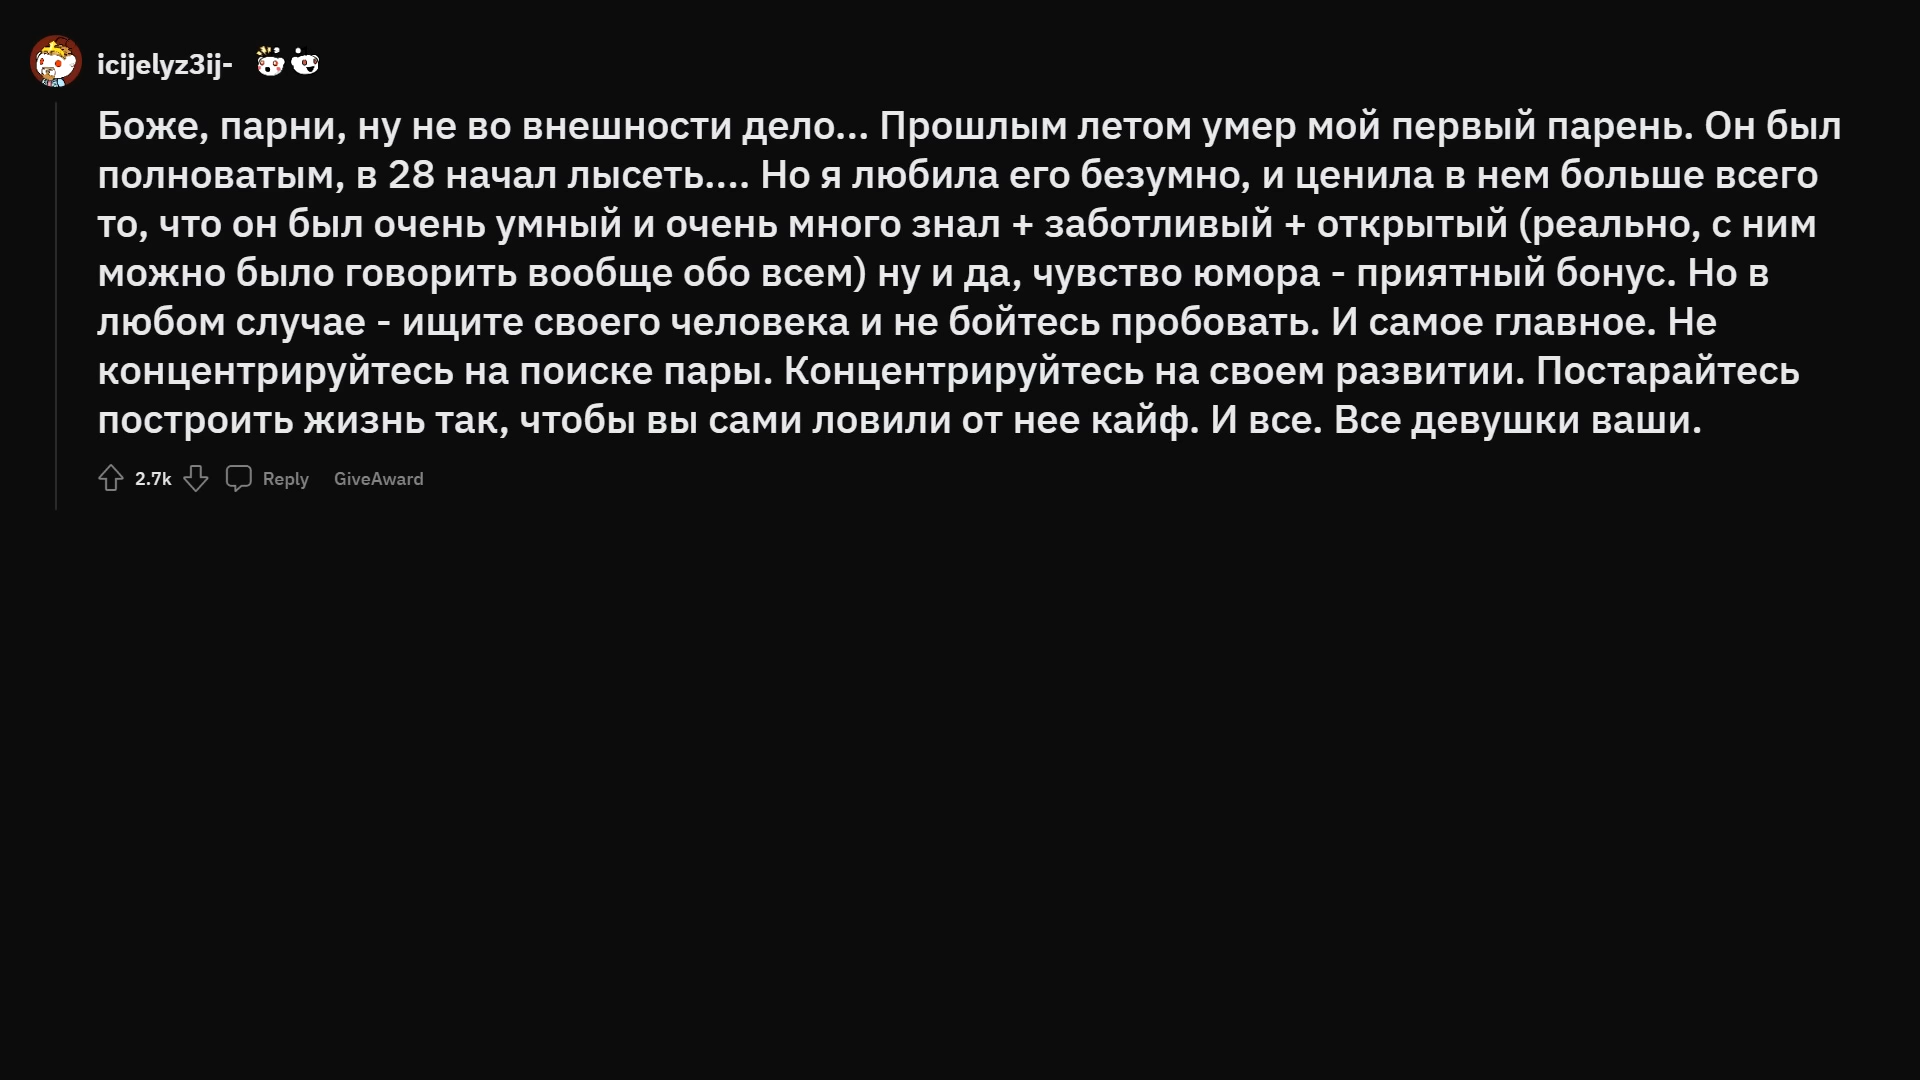 icijelyz3ij-
Боже, парни, ну не во внешности дело... Прошлым летом умер мой первый парень. Он был
полноватым, в 28 начал лысеть.... Но я любила его безумно, и ценила в нем больше всего
то, что он был очень умный и очень много знал + заботливый + открытый (реально, с ним
можно было говорить вообще обо всем) ну и да, чувство юмора - приятный бонус. Но в
любом случае - ищите своего человека и не бойтесь пробовать. И самое главное. Не
концентрируйтесь на поиске пары. Концентрируйтесь на своем развитии. Постарайтесь
построить жизнь так, чтобы вы сами ловили от нее кайф. И все. Все девушки ваши.
2.7k Reply GiveAward